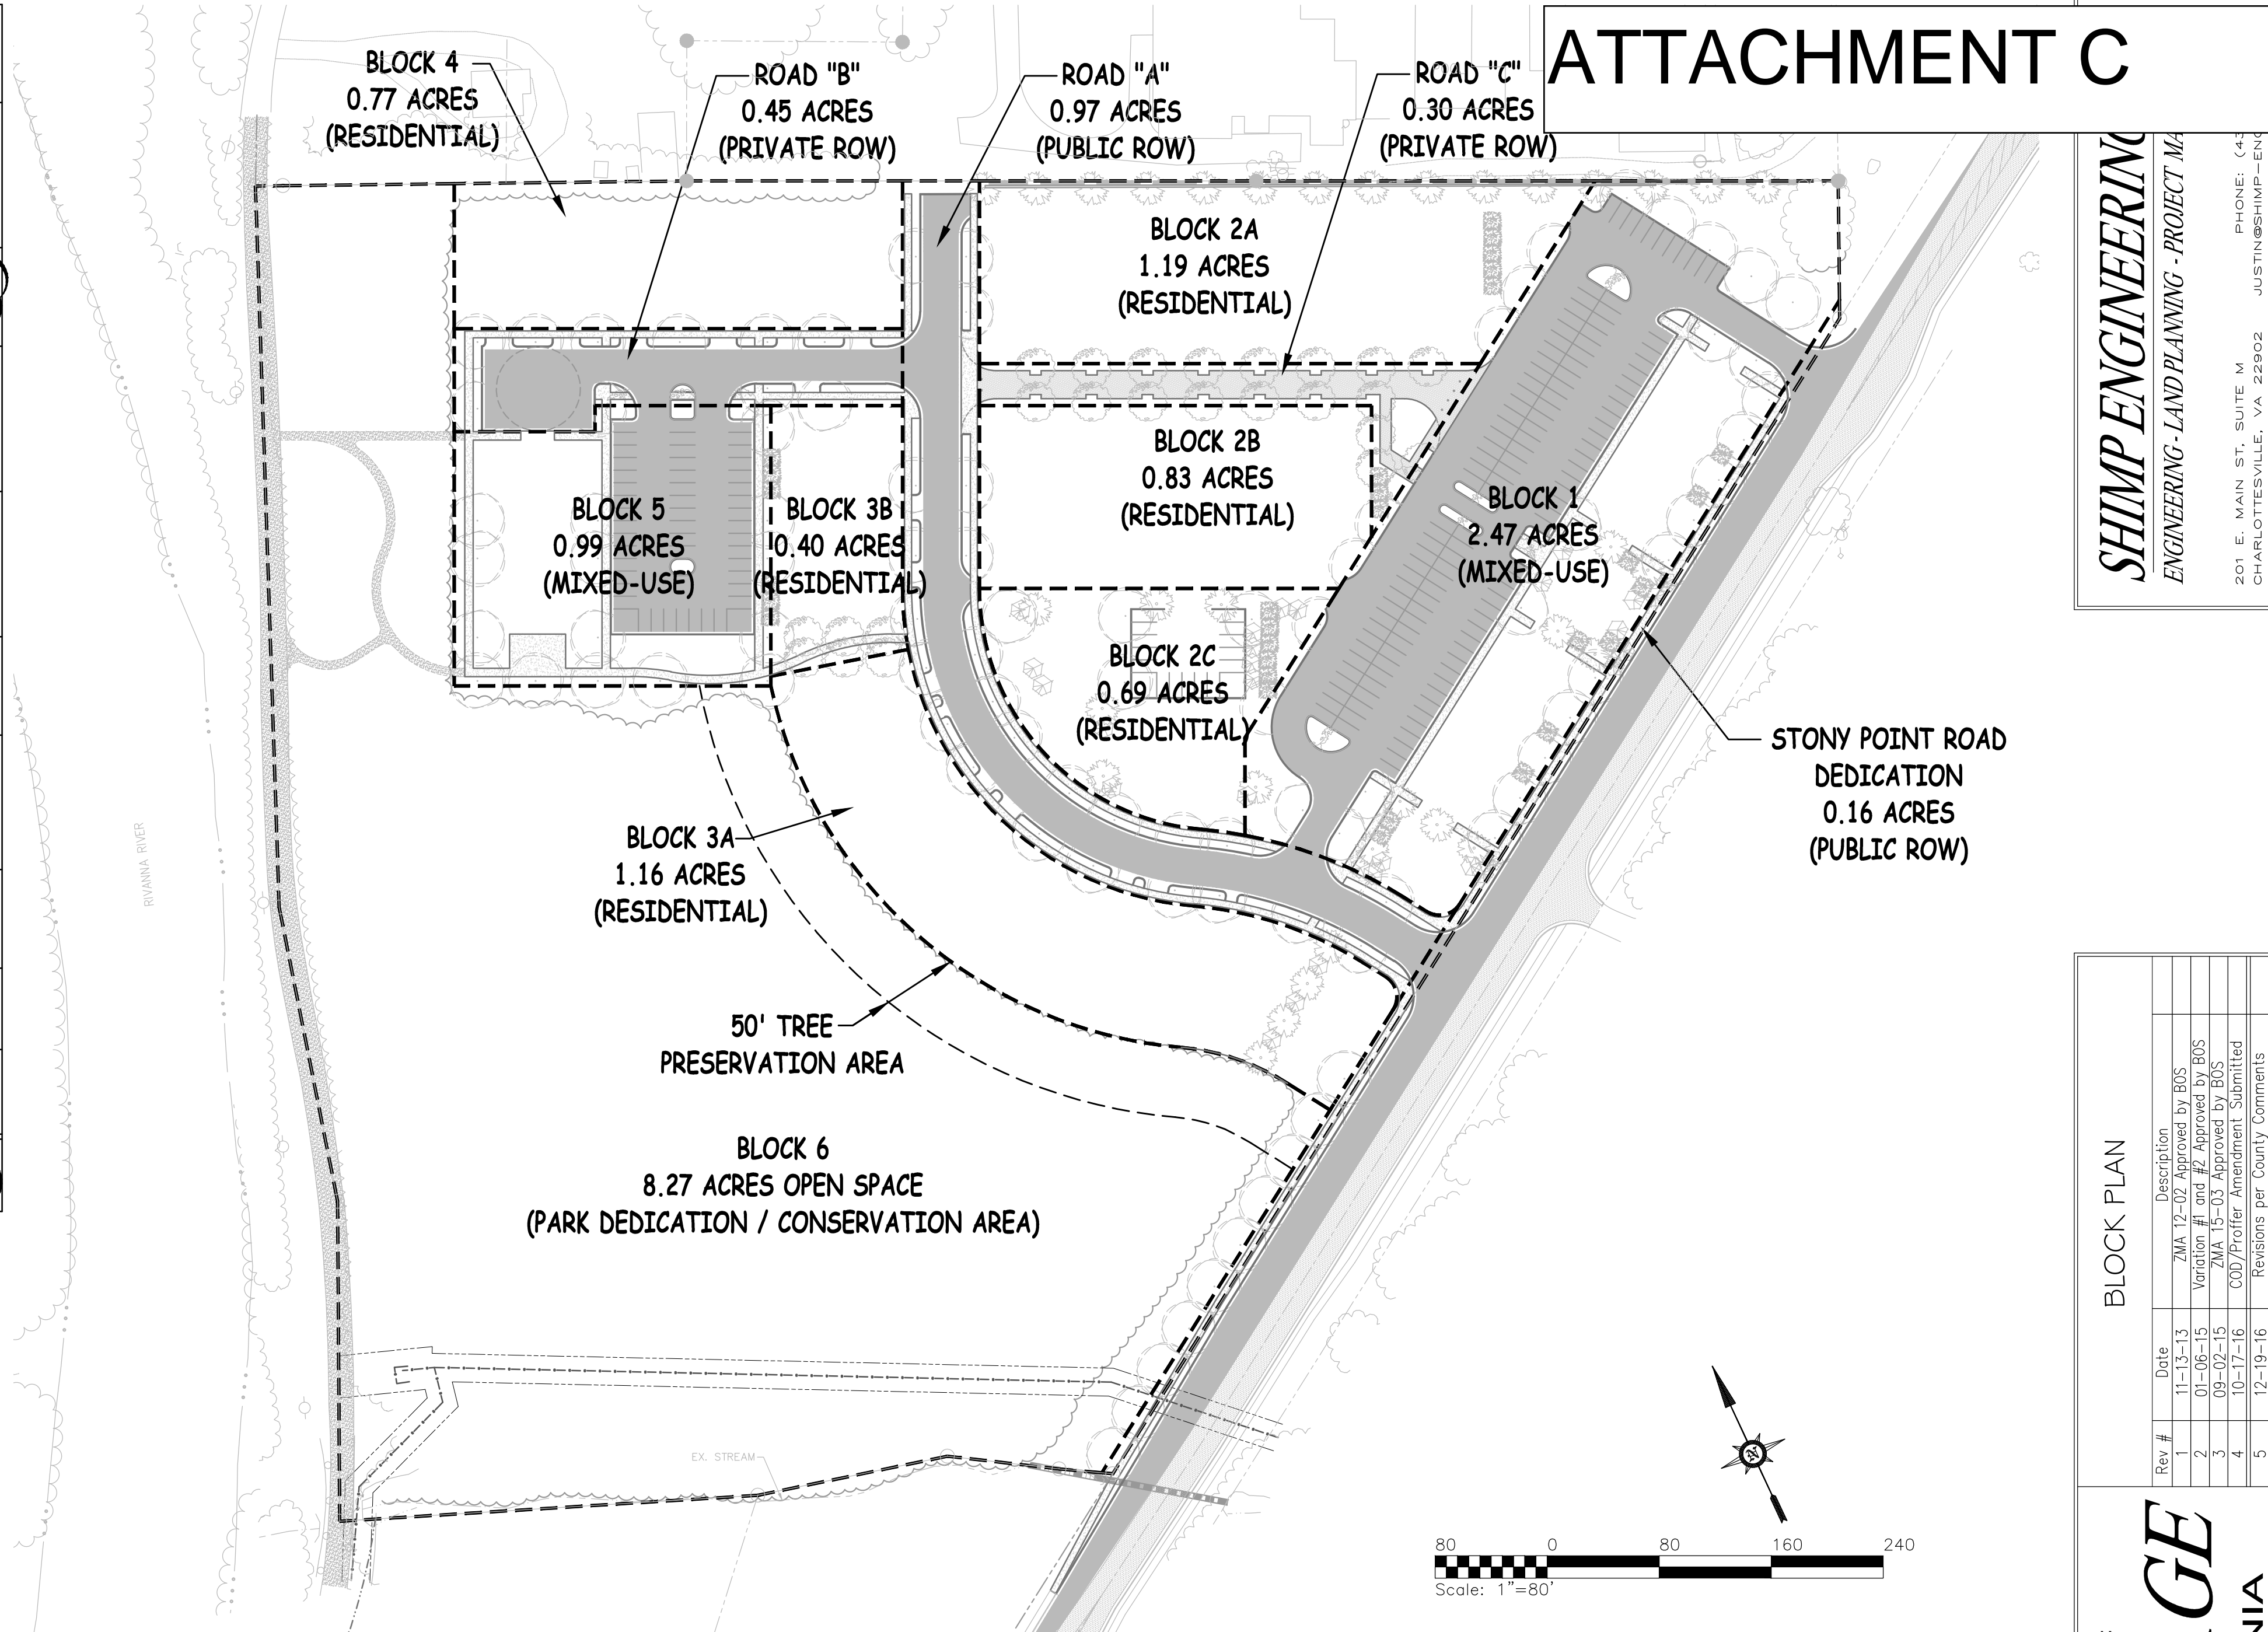 ATTACHMENT C
BLOCK 4
0.77 ACRES
(RESIDENTIAL)
ROAD "B"
0.45 ACRES
(PRIVATE ROW)
ROAD "A"
0.97 ACRES
(PUBLIC ROW)
ROAD "C"
0.30 ACRES
(PRIVATE ROW)
BLOCK 2A
1.19 ACRES
(RESIDENTIAL)
BLOCK 2B
0.83 ACRES
(RESIDENTIAL)
BLOCK 1
2.47 ACRES
(MIXED-USE)
BLOCK 5
0.99 ACRES
(MIXED-USE)
BLOCK 3B
0.40 ACRES
(RESIDENTIAL)
BLOCK 2C
0.69 ACRES
(RESIDENTIAL)
STONY POINT ROAD
DEDICATION
0.16 ACRES
(PUBLIC ROW)
BLOCK 3A
1.16 ACRES
(RESIDENTIAL)
RIVANNA RIVER
50' TREE
PRESERVATION AREA
BLOCK 6
8.27 ACRES OPEN SPACE
(PARK DEDICATION / CONSERVATION AREA)
EX. STREAM
80 0 80 160 240
Scale: 1"=80'
SHIMP ENGINEERING
ENGINEERING - LAND PLANNING - PROJECT MA
201 E. MAIN ST, SUITE M PHONE: (43
CHARLOTTESVILLE, VA 22902 JUSTIN@SHIMP-ENG
BLOCK PLAN
Rev # Date Description
1 11-13-13 ZMA 12-02 Approved by BOS
2 01-06-15 Variation #1 and #2 Approved by BOS
3 09-02-15 ZMA 15-03 Approved by BOS
4 10-17-16 COD/Proffer Amendment Submitted
5 12-19-16 Revisions per County Comments
GE
NIA